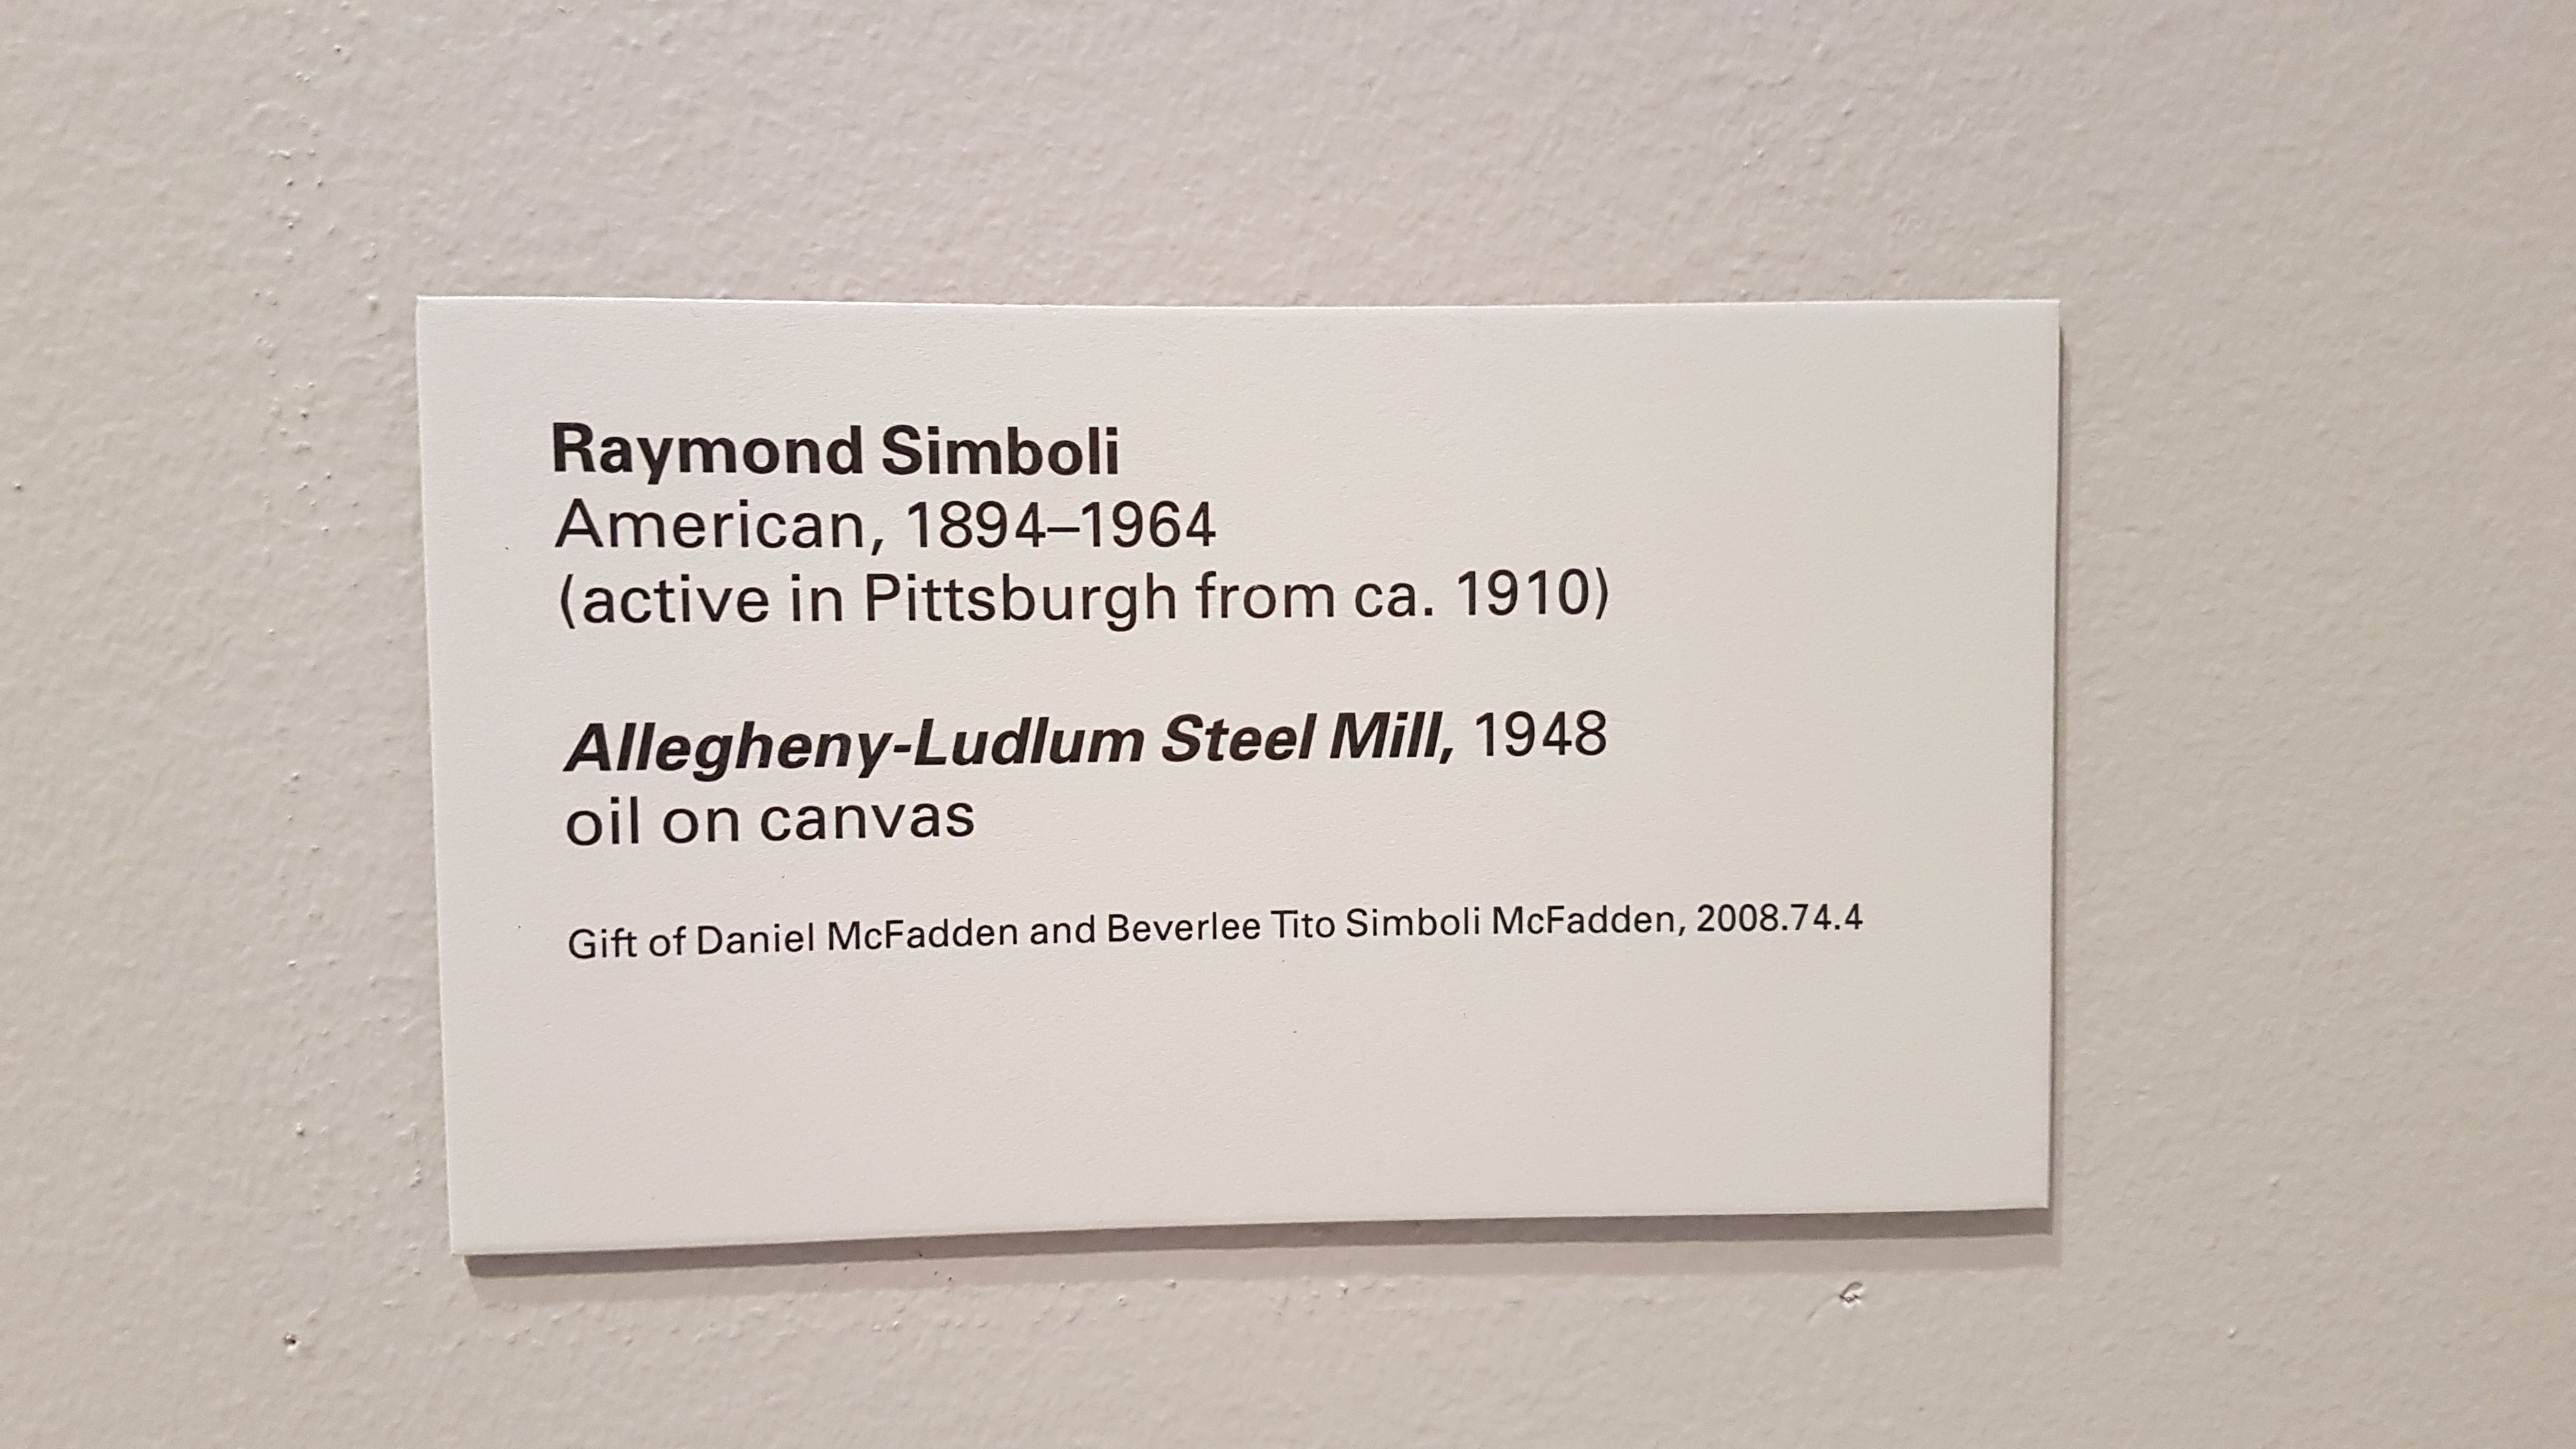 Raymond Simboli
American, 1894–1964
(active in Pittsburgh from ca. 1910)
Allegheny-Ludlum Steel Mill, 1948
oil on canvas
Gift of Daniel McFadden and Beverlee Tito Simboli McFadden, 2008.74.4